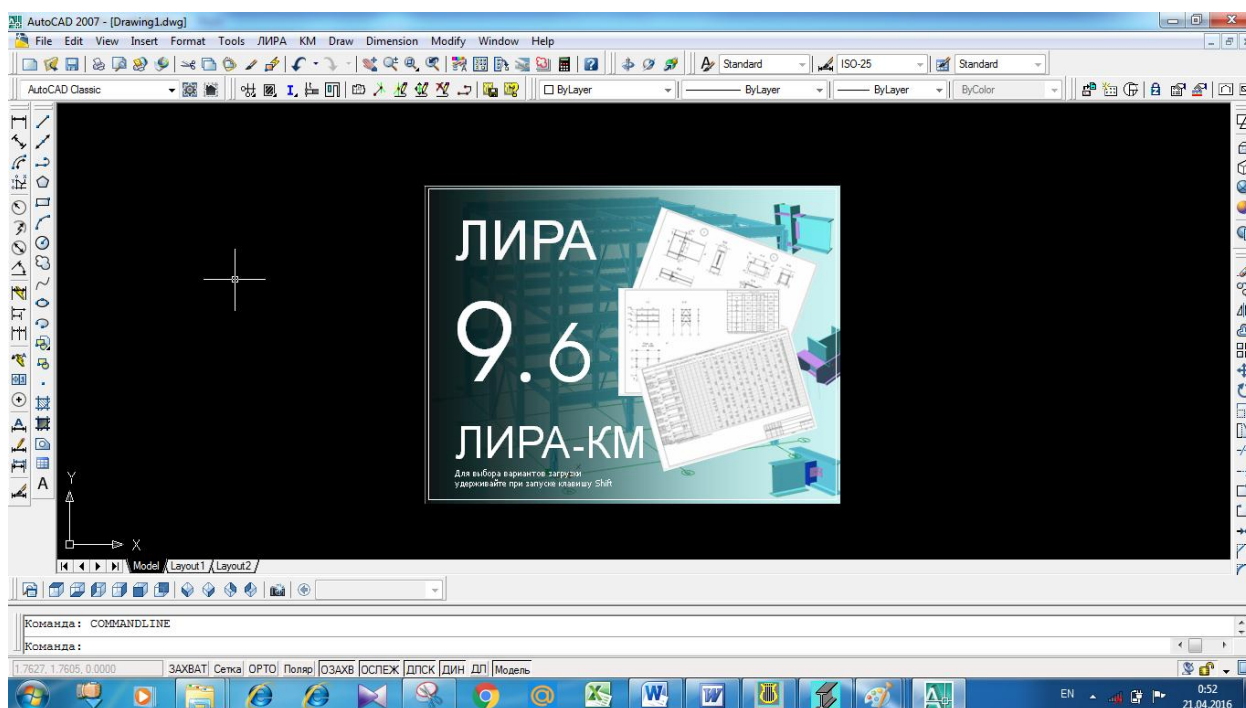 AutoCAD 2007 - [Drawing1.dwg]
File Edit View Insert Format Tools ЛИРА КМ Draw Dimension Modify Window Help
Standard ISO-25 Standard
AutoCAD Classic ByLayer ByLayer ByLayer ByColor
ЛИРА
9.6
ЛИРА-КМ
Для выбора вариантов загрузки
удерживайте при запуске клавишу Shift
Y
X
Model Layout1 Layout2
Команда: COMMANDLINE
Команда:
1.7627, 1.7605, 0.0000 ЗАХВАТ Сетка ОРТО Поляр ОЗАХВ ОСПЕЖ ДПСК ДИН ДЛ Модель
EN 0:52
21.04.2016